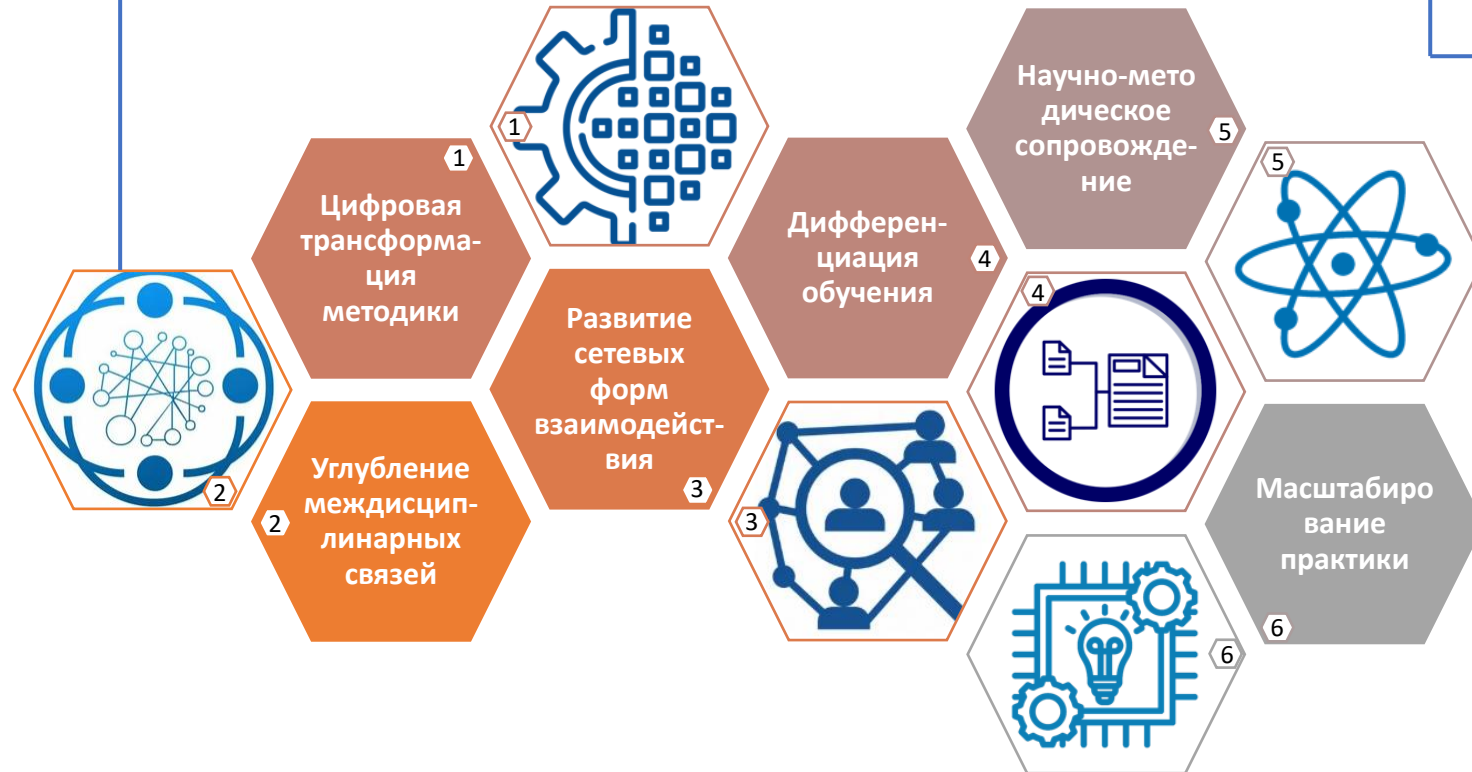 1
1
Цифровая
трансформа-
ция
методики
2
2
Углубление
междисцип-
линарных
связей
Развитие
сетевых
форм
взаимодейст-
вия
3
3
Дифферен-
циация
обучения
4
4
Научно-мето
дическое
сопровожде-
ние
5
5
Масштабиро
вание
практики
6
6